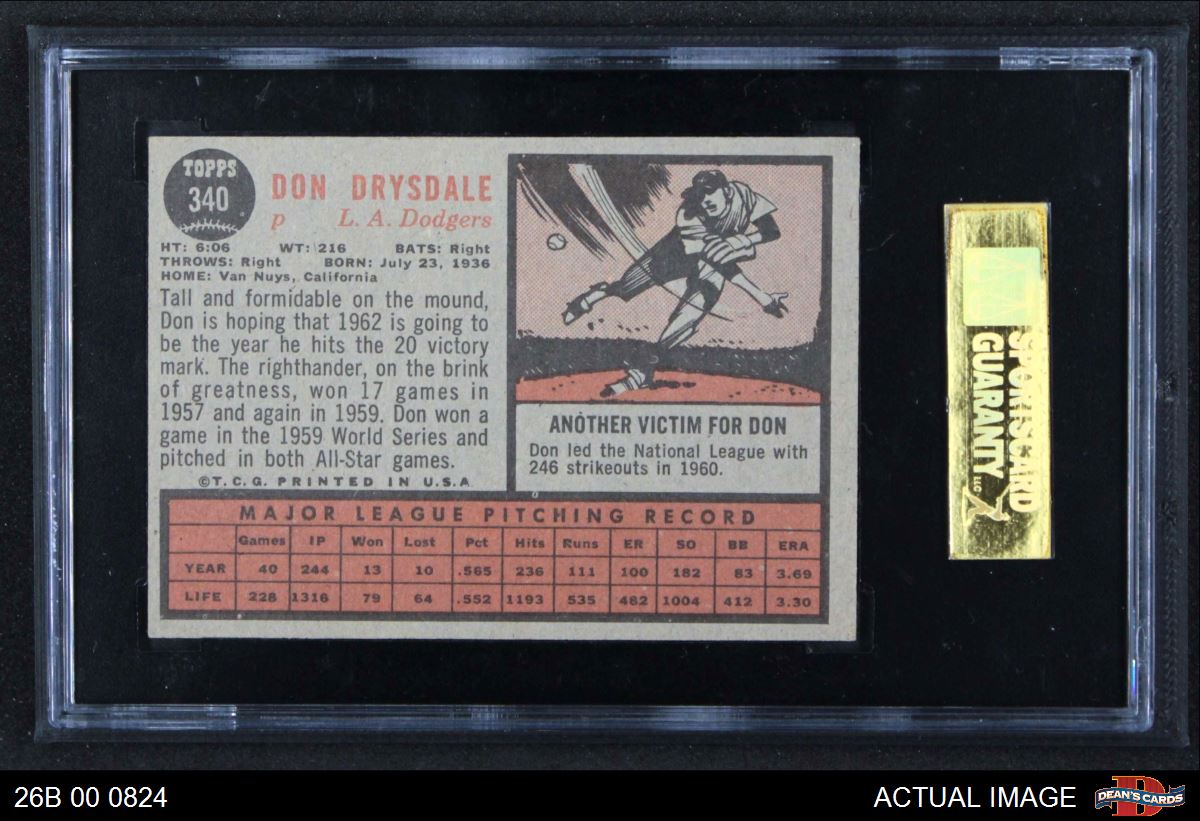 TOPPS
340
DON DRYSDALE
p L. A. Dodgers
HT: 6:06 WT: 216 BATS: Right
THROWS: Right BORN: July 23, 1936
HOME: Van Nuys, California
Tall and formidable on the mound,
Don is hoping that 1962 is going to
be the year he hits the 20 victory
mark. The righthander, on the brink
of greatness, won 17 games in
1957 and again in 1959. Don won a
game in the 1959 World Series and
pitched in both All-Star games.
©T.C.G. PRINTED IN U.S.A.
ANOTHER VICTIM FOR DON
Don led the National League with
246 strikeouts in 1960.
MAJOR LEAGUE PITCHING RECORD
Games IP Won Lost Pct Hits Runs ER SO BB ERA
YEAR 40 244 13 10 .565 236 111 100 182 83 3.69
LIFE 228 1316 79 64 .552 1193 535 482 1004 412 3.30
SPORTSCARD
GUARANTY LLC
26B 00 0824
ACTUAL IMAGE
DEAN'S CARDS